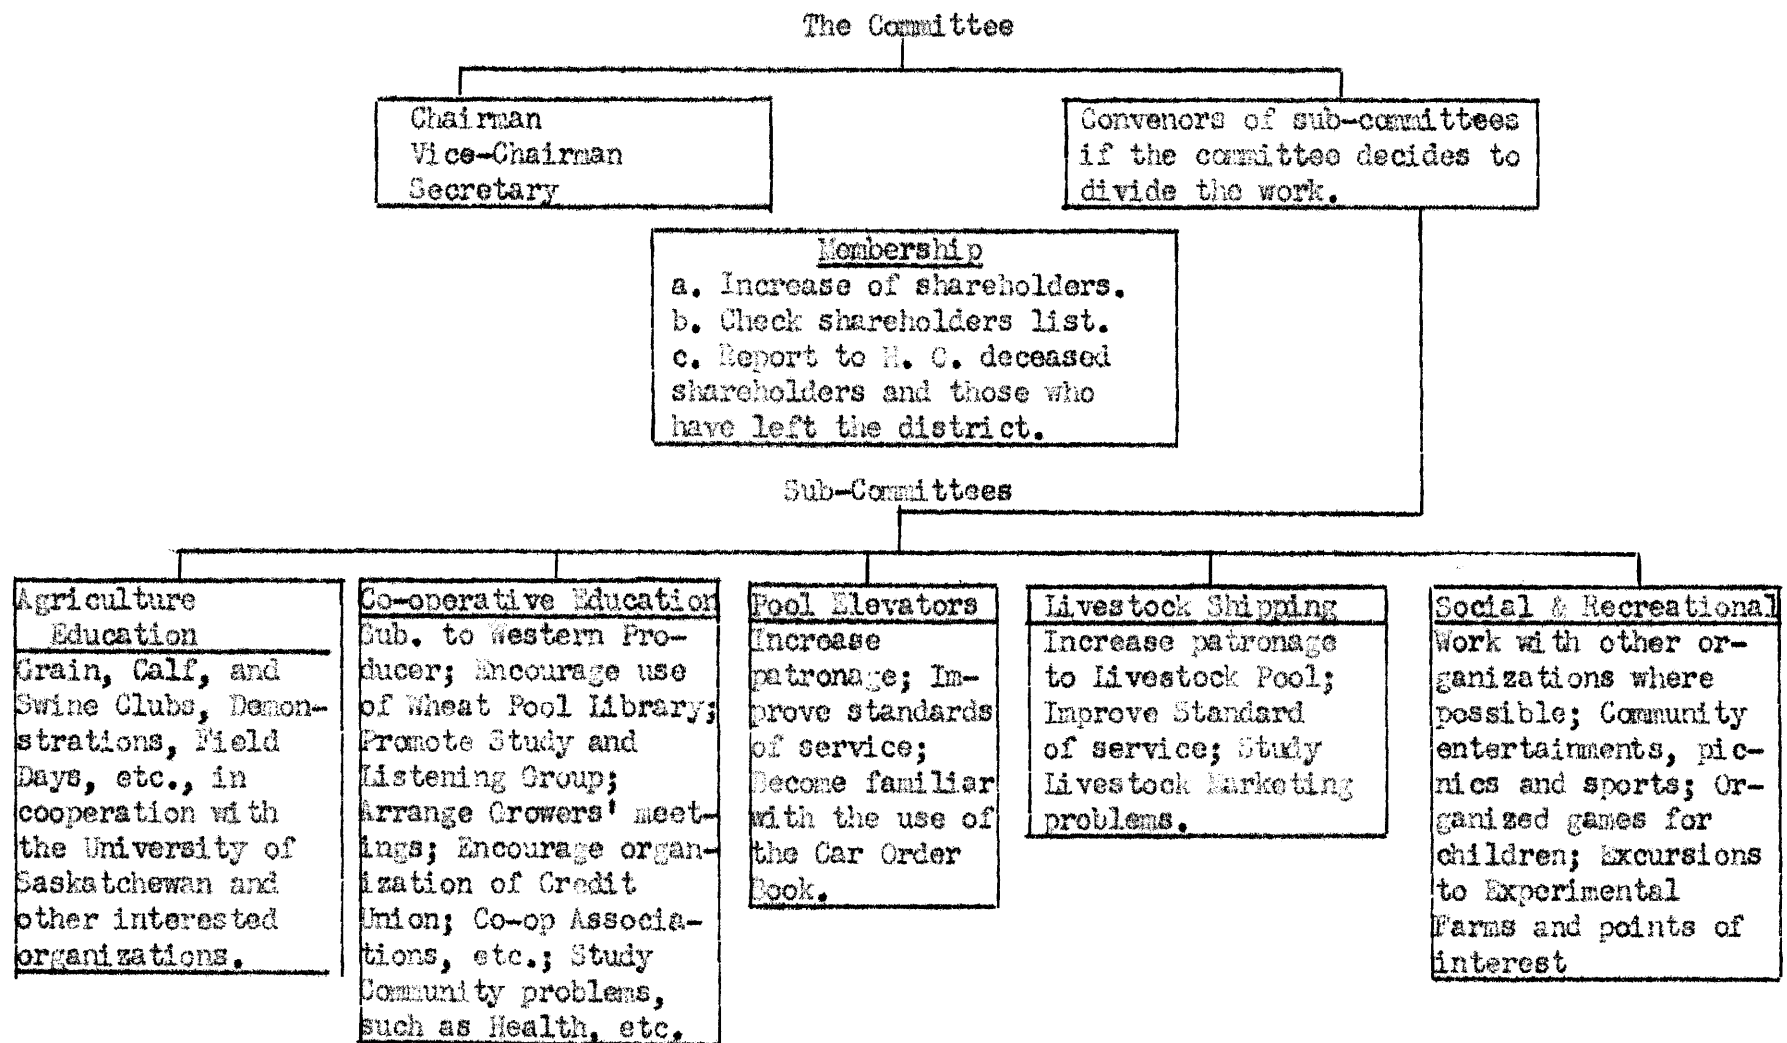 The Committee
Chairman
Vice-Chairman
Secretary
Convenors of sub-committees
if the committee decides to
divide the work.
Membership
a. Increase of shareholders.
b. Check shareholders list.
c. Report to H. C. deceased
shareholders and those who
have left the district.
Sub-Committees
Agriculture
Education
Grain, Calf, and
Swine Clubs, Demon-
strations, Field
Days, etc., in
cooperation with
the University of
Saskatchewan and
other interested
organizations.
Co-operative Education
Sub. to Western Pro-
ducer; Encourage use
of Wheat Pool Library;
Promote Study and
Listening Group;
Arrange Growers' meet-
ings; Encourage organ-
ization of Credit
Union; Co-op Associa-
tions, etc.; Study
Community problems,
such as Health, etc.
Pool Elevators
Increase
patronage; Im-
prove standards
of service;
Become familiar
with the use of
the Car Order
Book.
Livestock Shipping
Increase patronage
to Livestock Pool;
Improve Standard
of service; Study
Livestock Marketing
problems.
Social & Recreational
Work with other or-
ganizations where
possible; Community
entertainments, pic-
nics and sports; Or-
ganized games for
children; Excursions
to Experimental
Farms and points of
interest